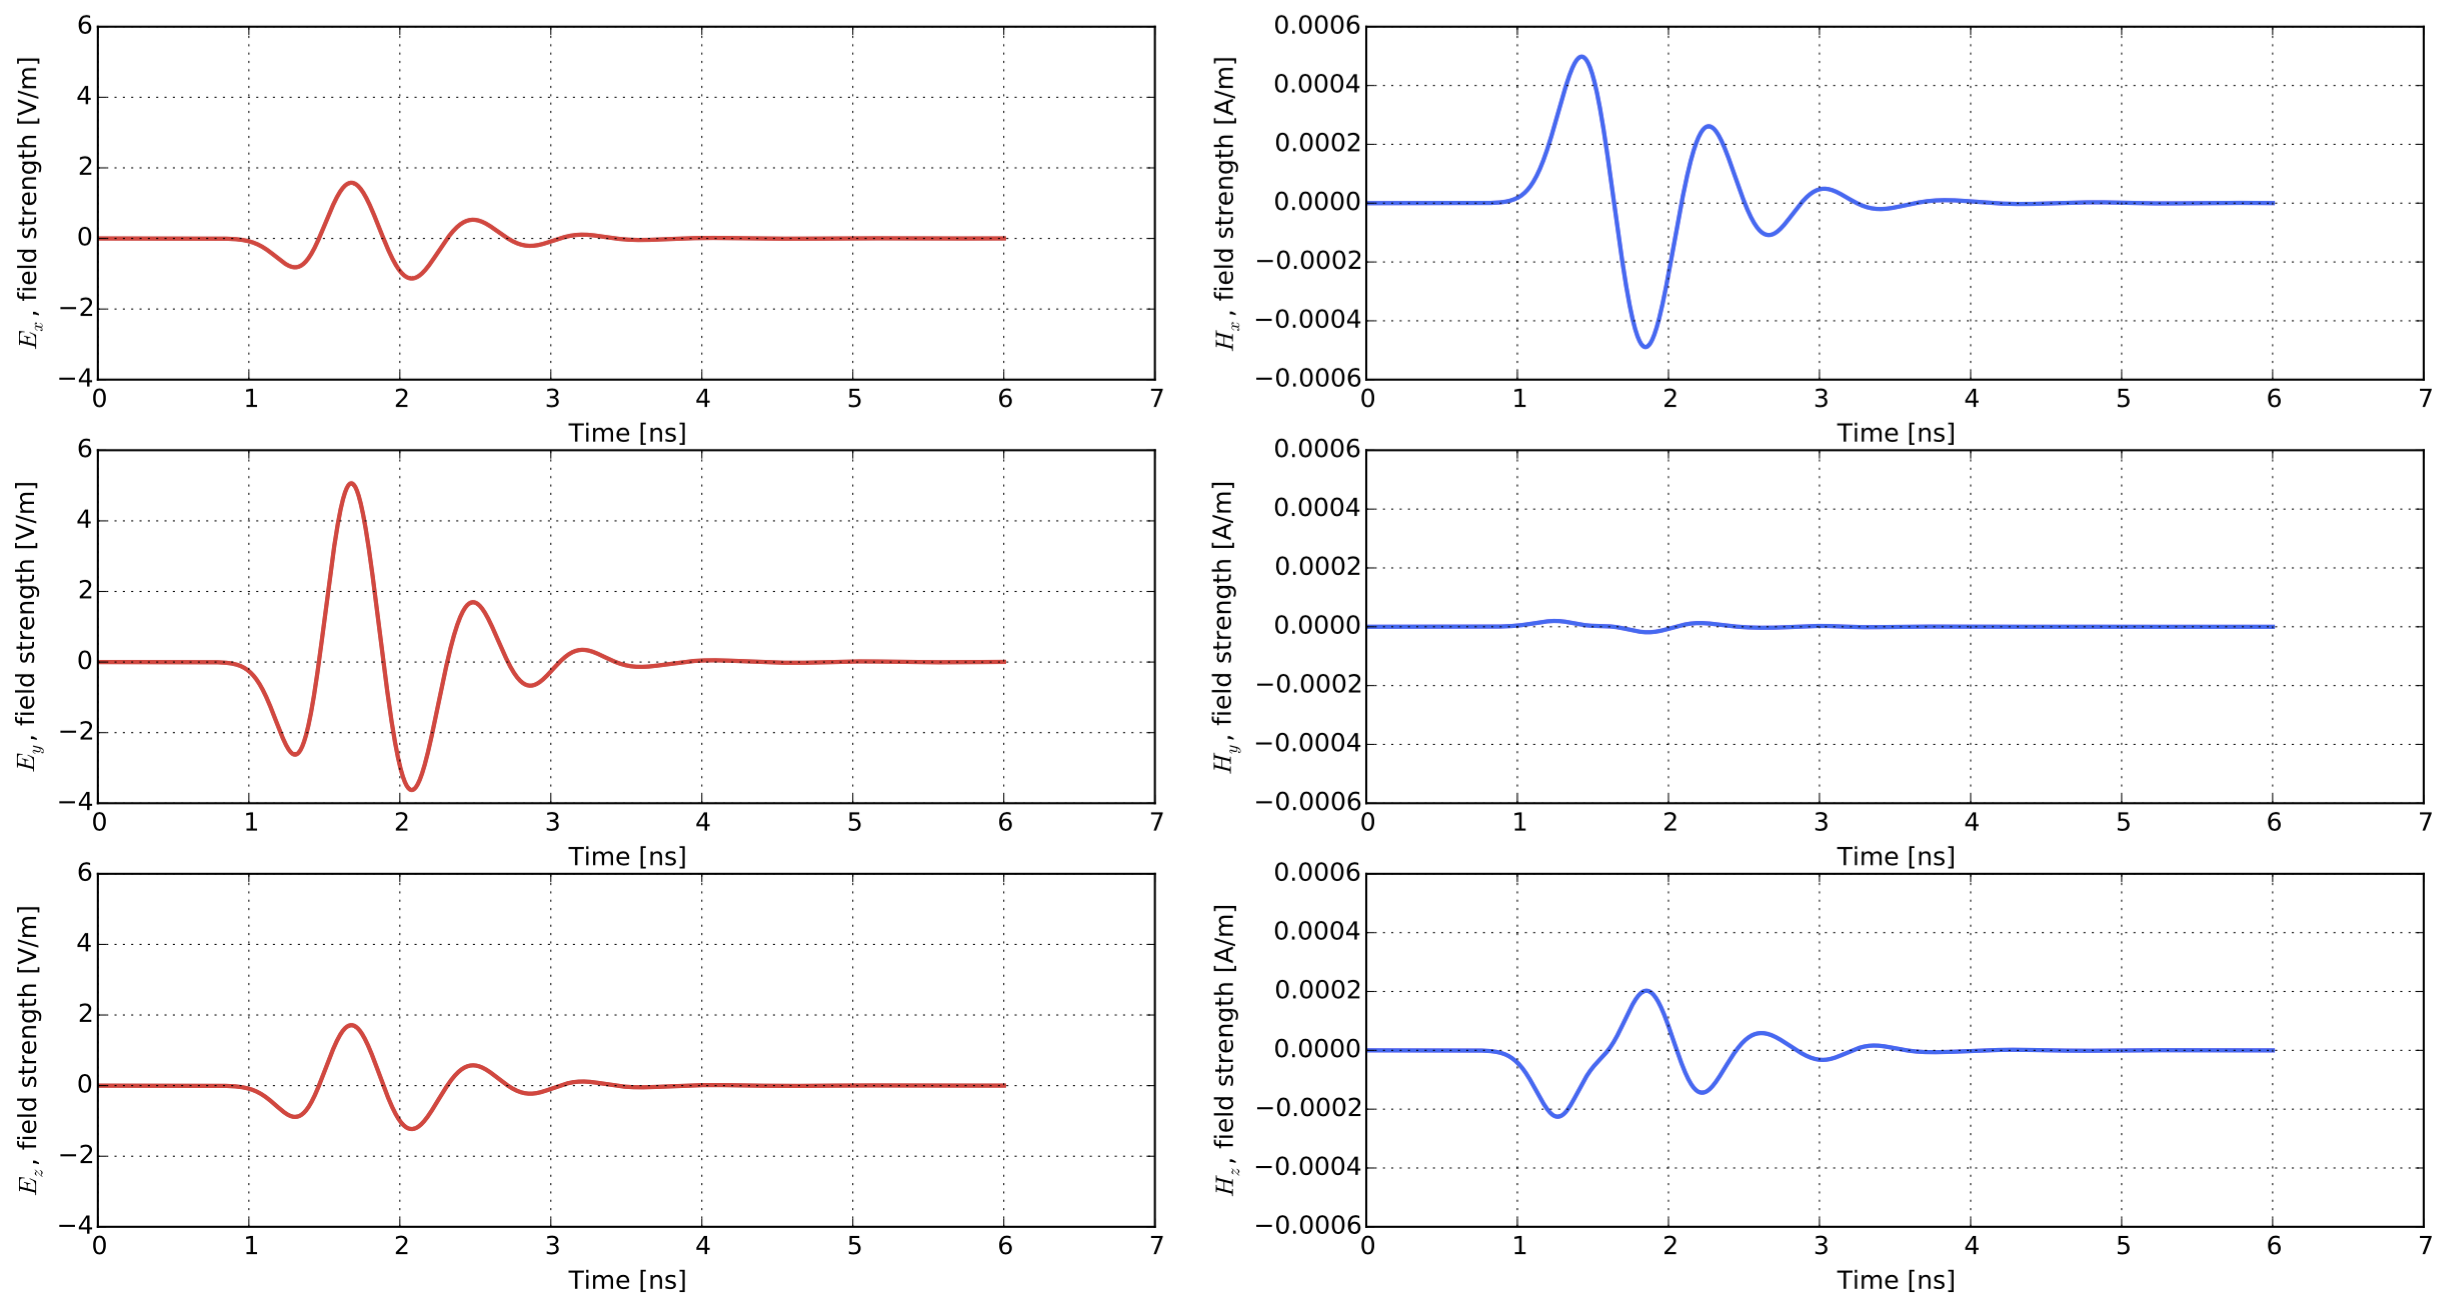 E_x, field strength [V/m]
6
4
2
0
−2
−4
0 1 2 3 4 5 6 7
Time [ns]
H_x, field strength [A/m]
0.0006
0.0004
0.0002
0.0000
−0.0002
−0.0004
−0.0006
0 1 2 3 4 5 6 7
Time [ns]
E_y, field strength [V/m]
6
4
2
0
−2
−4
0 1 2 3 4 5 6 7
Time [ns]
H_y, field strength [A/m]
0.0006
0.0004
0.0002
0.0000
−0.0002
−0.0004
−0.0006
0 1 2 3 4 5 6 7
Time [ns]
E_z, field strength [V/m]
6
4
2
0
−2
−4
0 1 2 3 4 5 6 7
Time [ns]
H_z, field strength [A/m]
0.0006
0.0004
0.0002
0.0000
−0.0002
−0.0004
−0.0006
0 1 2 3 4 5 6 7
Time [ns]